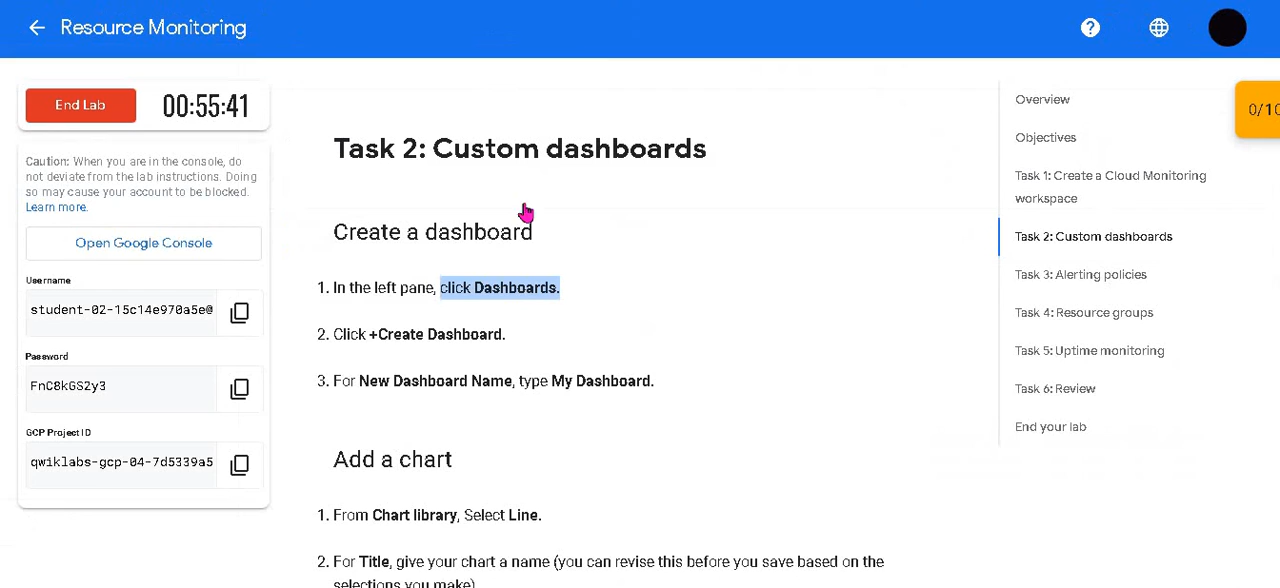 Resource Monitoring
End Lab
00:55:41
Caution: When you are in the console, do
not deviate from the lab instructions. Doing
so may cause your account to be blocked.
Learn more.
Open Google Console
Username
student-02-15c14e970a5e@
Password
FnC8kGS2y3
GCP Project ID
qwiklabs-gcp-04-7d5339a5
Task 2: Custom dashboards
Create a dashboard
1. In the left pane, click Dashboards.
2. Click +Create Dashboard.
3. For New Dashboard Name, type My Dashboard.
Add a chart
1. From Chart library, Select Line.
2. For Title, give your chart a name (you can revise this before you save based on the
selections you make)
Overview
Objectives
Task 1: Create a Cloud Monitoring
workspace
Task 2: Custom dashboards
Task 3: Alerting policies
Task 4: Resource groups
Task 5: Uptime monitoring
Task 6: Review
End your lab
0/10